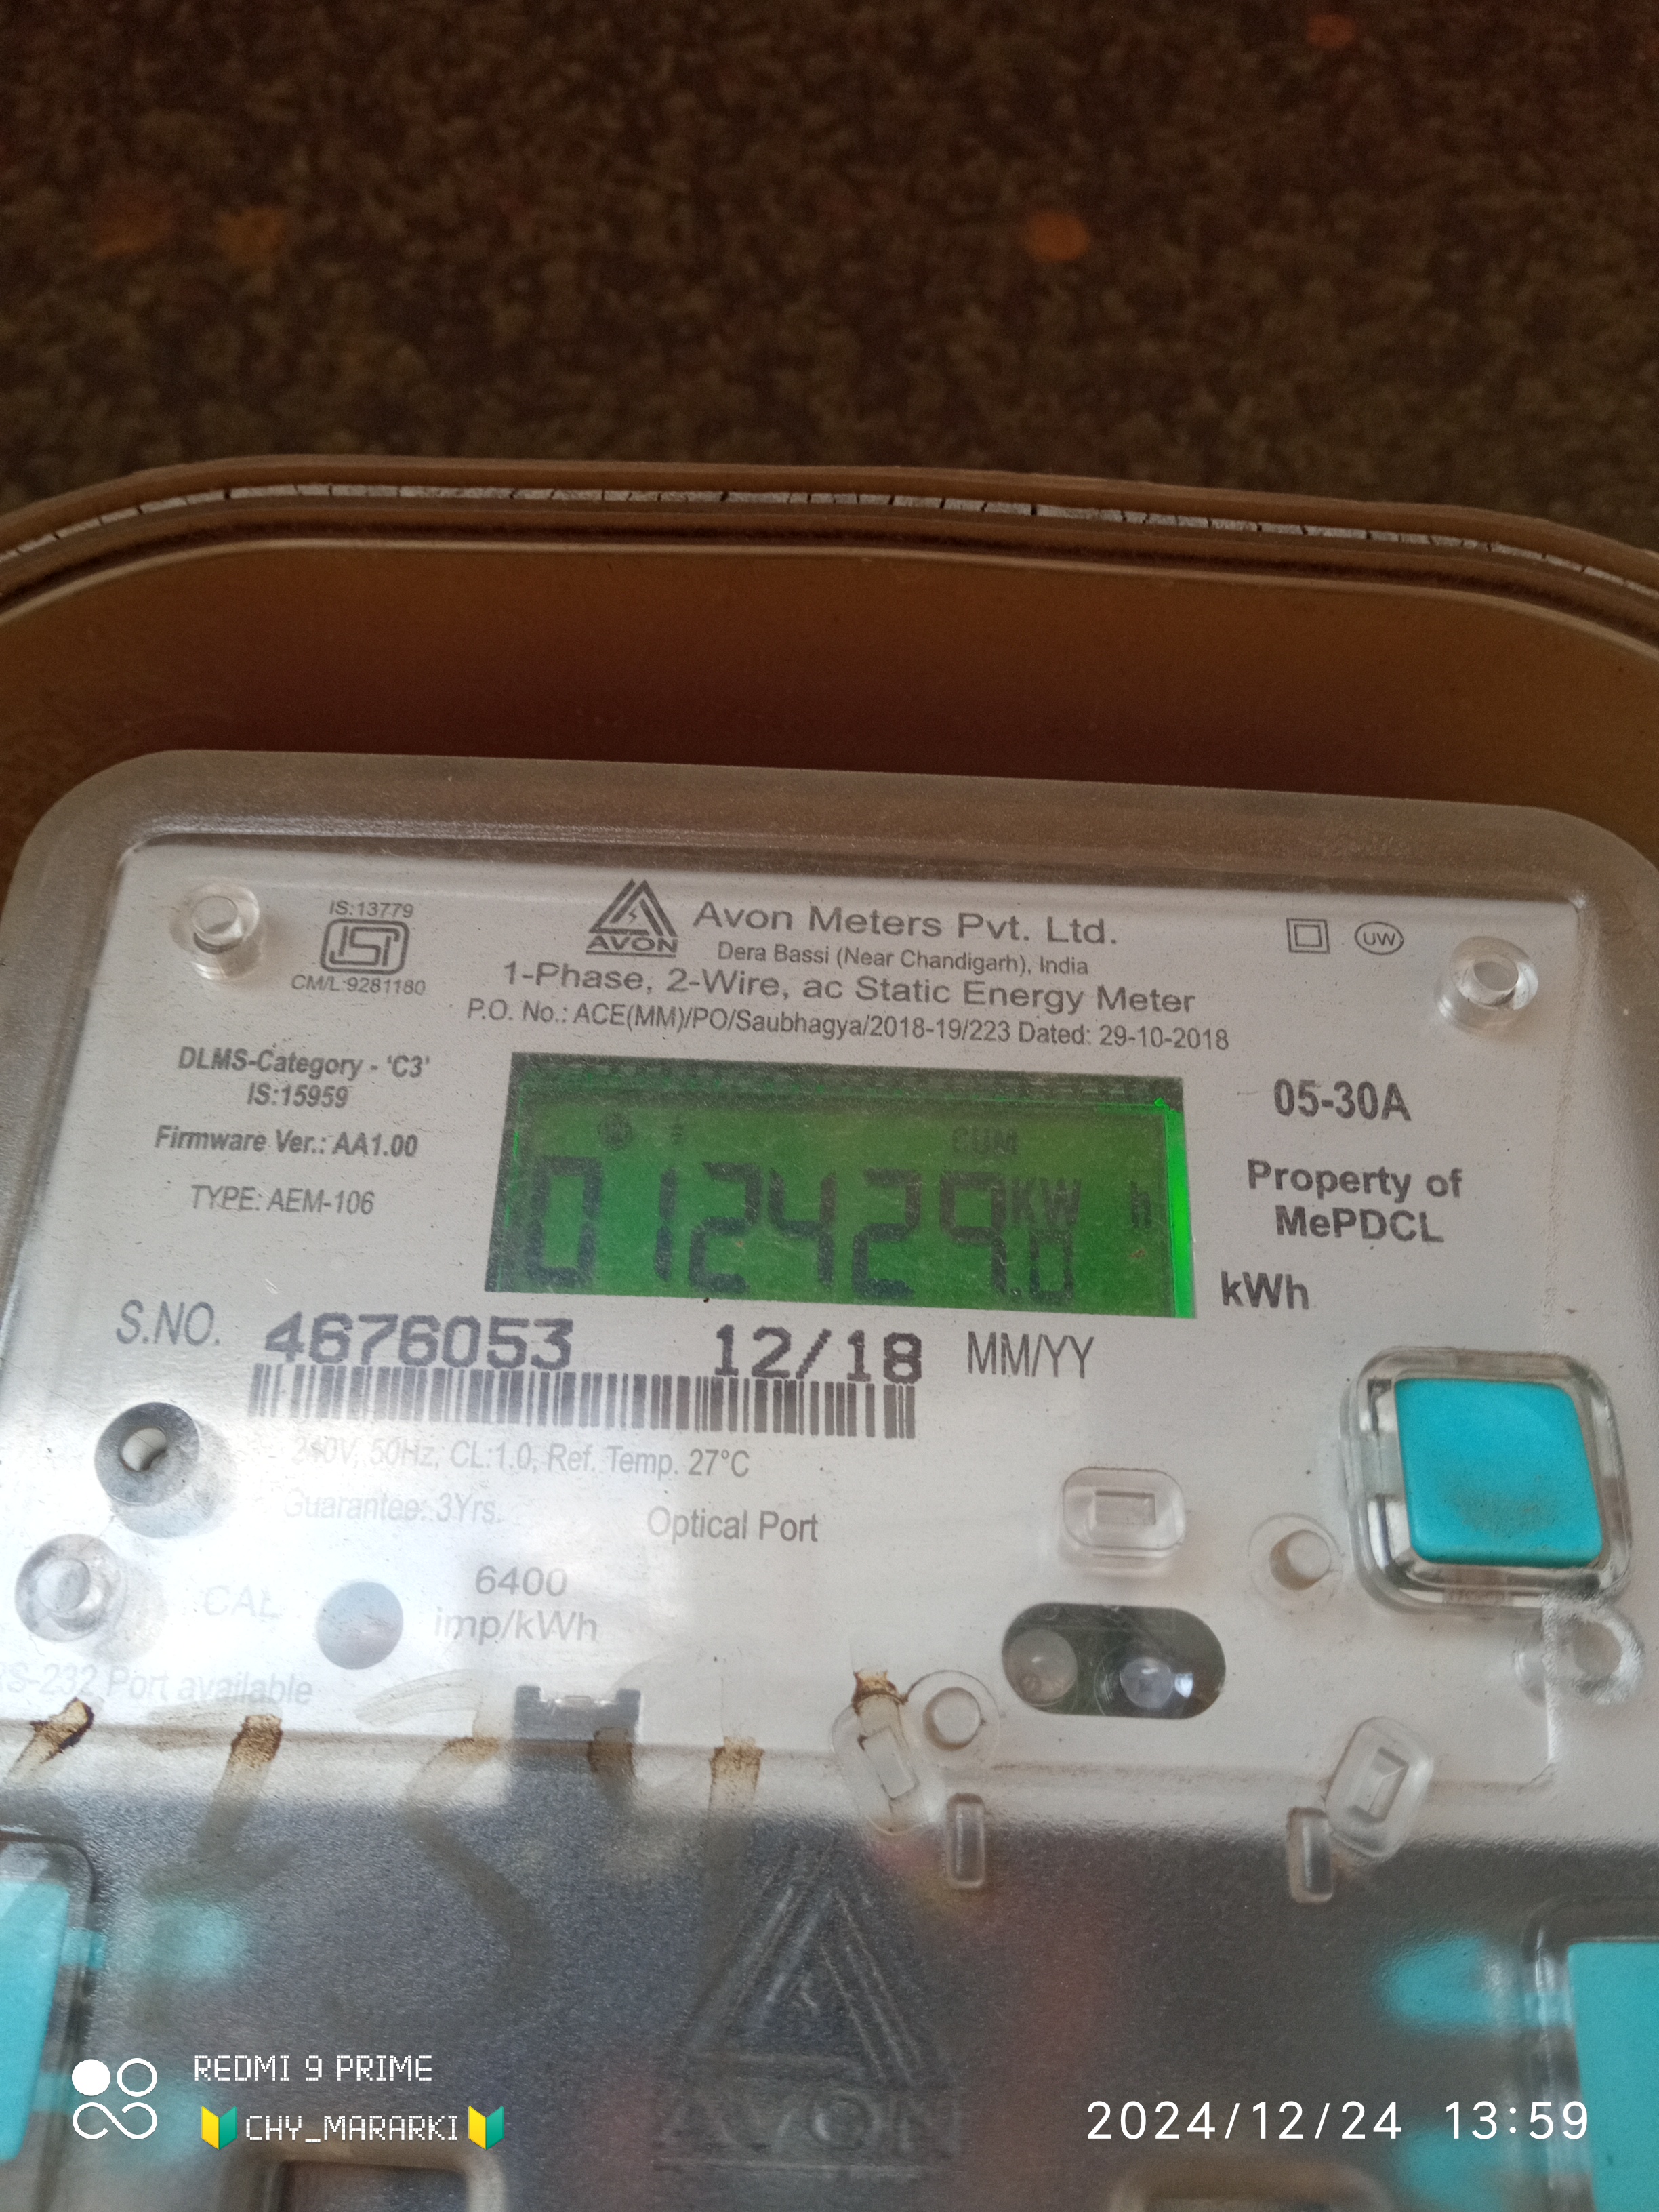 IS:13779
ISI
CM/L:9281180
AVON
Avon Meters Pvt. Ltd.
Dera Bassi (Near Chandigarh), India
UW
1-Phase, 2-Wire, ac Static Energy Meter
P.O. No.: ACE(MM)/PO/Saubhagya/2018-19/223 Dated: 29-10-2018
DLMS-Category - 'C3'
IS:15959
Firmware Ver.: AA1.00
TYPE: AEM-106
CUM
012429.0 KW h
05-30A
Property of
MePDCL
kWh
S.NO. 4676053 12/18 MM/YY
240V, 50Hz, CL:1.0, Ref. Temp. 27°C
Guarantee: 3Yrs.
Optical Port
CAL
6400
imp/kWh
RS-232 Port available
AVON
REDMI 9 PRIME
🔰CHY_MARARKI🔰
2024/12/24 13:59